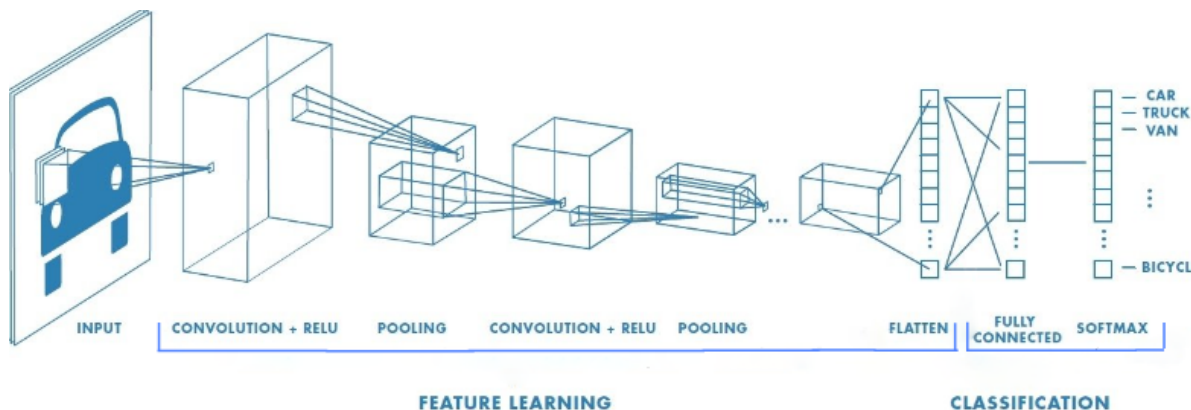 CAR
TRUCK
VAN
BICYCL
INPUT
CONVOLUTION + RELU
POOLING
CONVOLUTION + RELU
POOLING
FLATTEN
FULLY
CONNECTED
SOFTMAX
FEATURE LEARNING
CLASSIFICATION